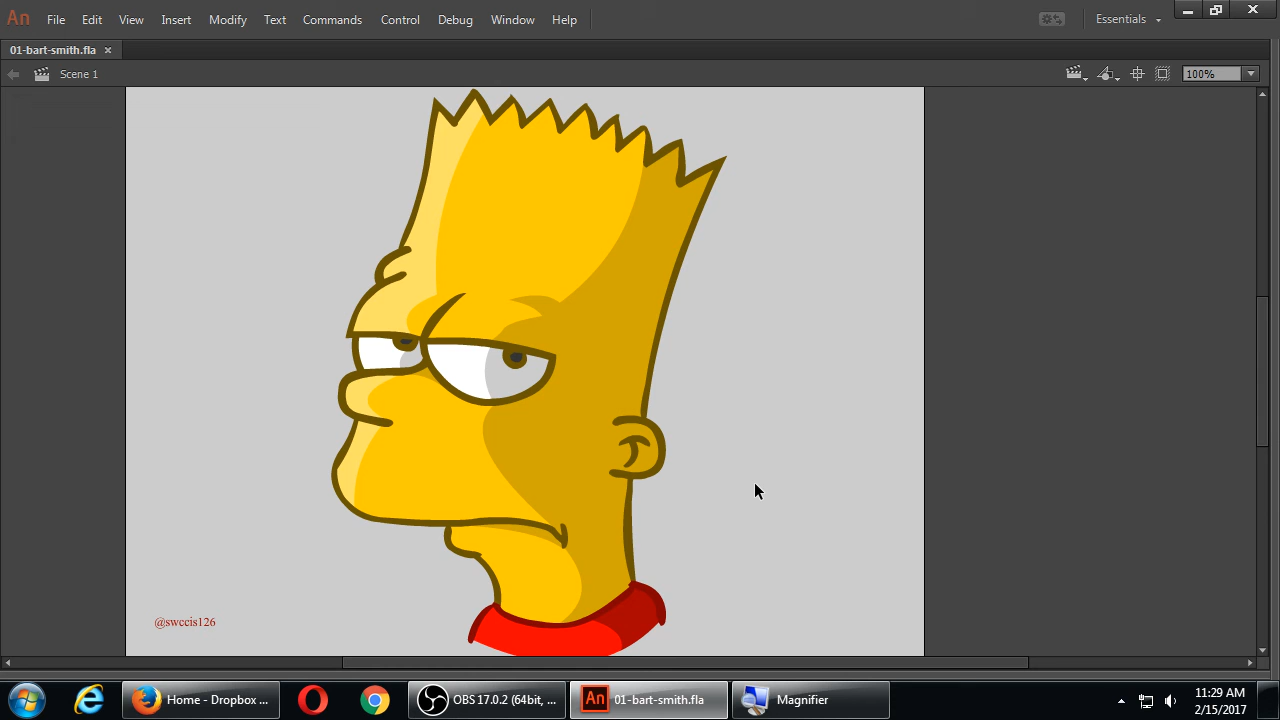 An File Edit View Insert Modify Text Commands Control Debug Window Help Essentials
01-bart-smith.fla ×
Scene 1 100%
@swccis126
Home - Dropbox ... OBS 17.0.2 (64bit, ... An 01-bart-smith.fla Magnifier 11:29 AM
2/15/2017